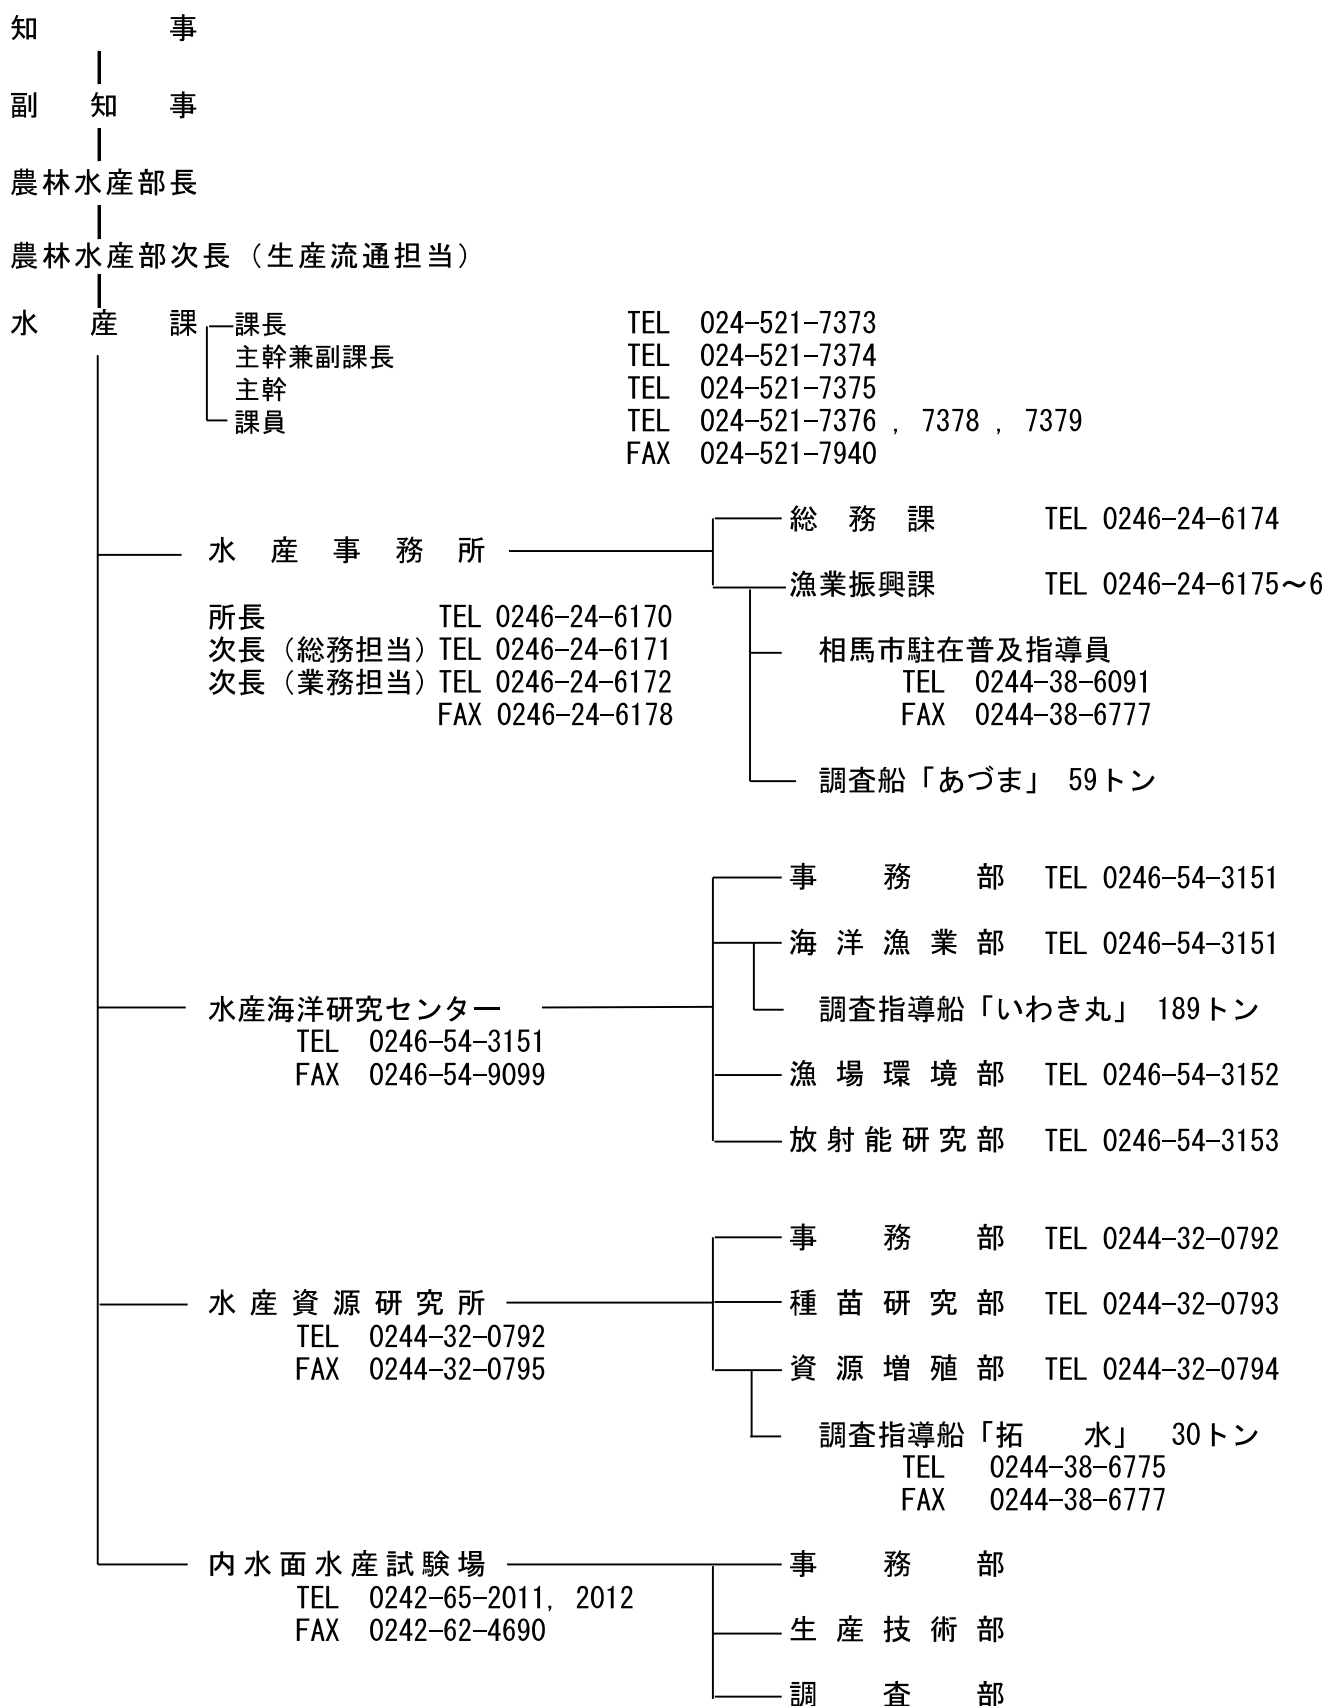 知事
副知事
農林水産部長
農林水産部次長（生産流通担当）
水産課 課長 TEL 024-521-7373
主幹兼副課長 TEL 024-521-7374
主幹 TEL 024-521-7375
課員 TEL 024-521-7376 , 7378 , 7379
FAX 024-521-7940
総務課 TEL 0246-24-6174
水産事務所
漁業振興課 TEL 0246-24-6175～6
所長 TEL 0246-24-6170
次長（総務担当）TEL 0246-24-6171
次長（業務担当）TEL 0246-24-6172
FAX 0246-24-6178
相馬市駐在普及指導員
TEL 0244-38-6091
FAX 0244-38-6777
調査船「あづま」 59トン
事務部 TEL 0246-54-3151
海洋漁業部 TEL 0246-54-3151
水産海洋研究センター
TEL 0246-54-3151
FAX 0246-54-9099
調査指導船「いわき丸」 189トン
漁場環境部 TEL 0246-54-3152
放射能研究部 TEL 0246-54-3153
事務部 TEL 0244-32-0792
水産資源研究所
TEL 0244-32-0792
FAX 0244-32-0795
種苗研究部 TEL 0244-32-0793
資源増殖部 TEL 0244-32-0794
調査指導船「拓水」 30トン
TEL 0244-38-6775
FAX 0244-38-6777
内水面水産試験場
TEL 0242-65-2011, 2012
FAX 0242-62-4690
事務部
生産技術部
調査部